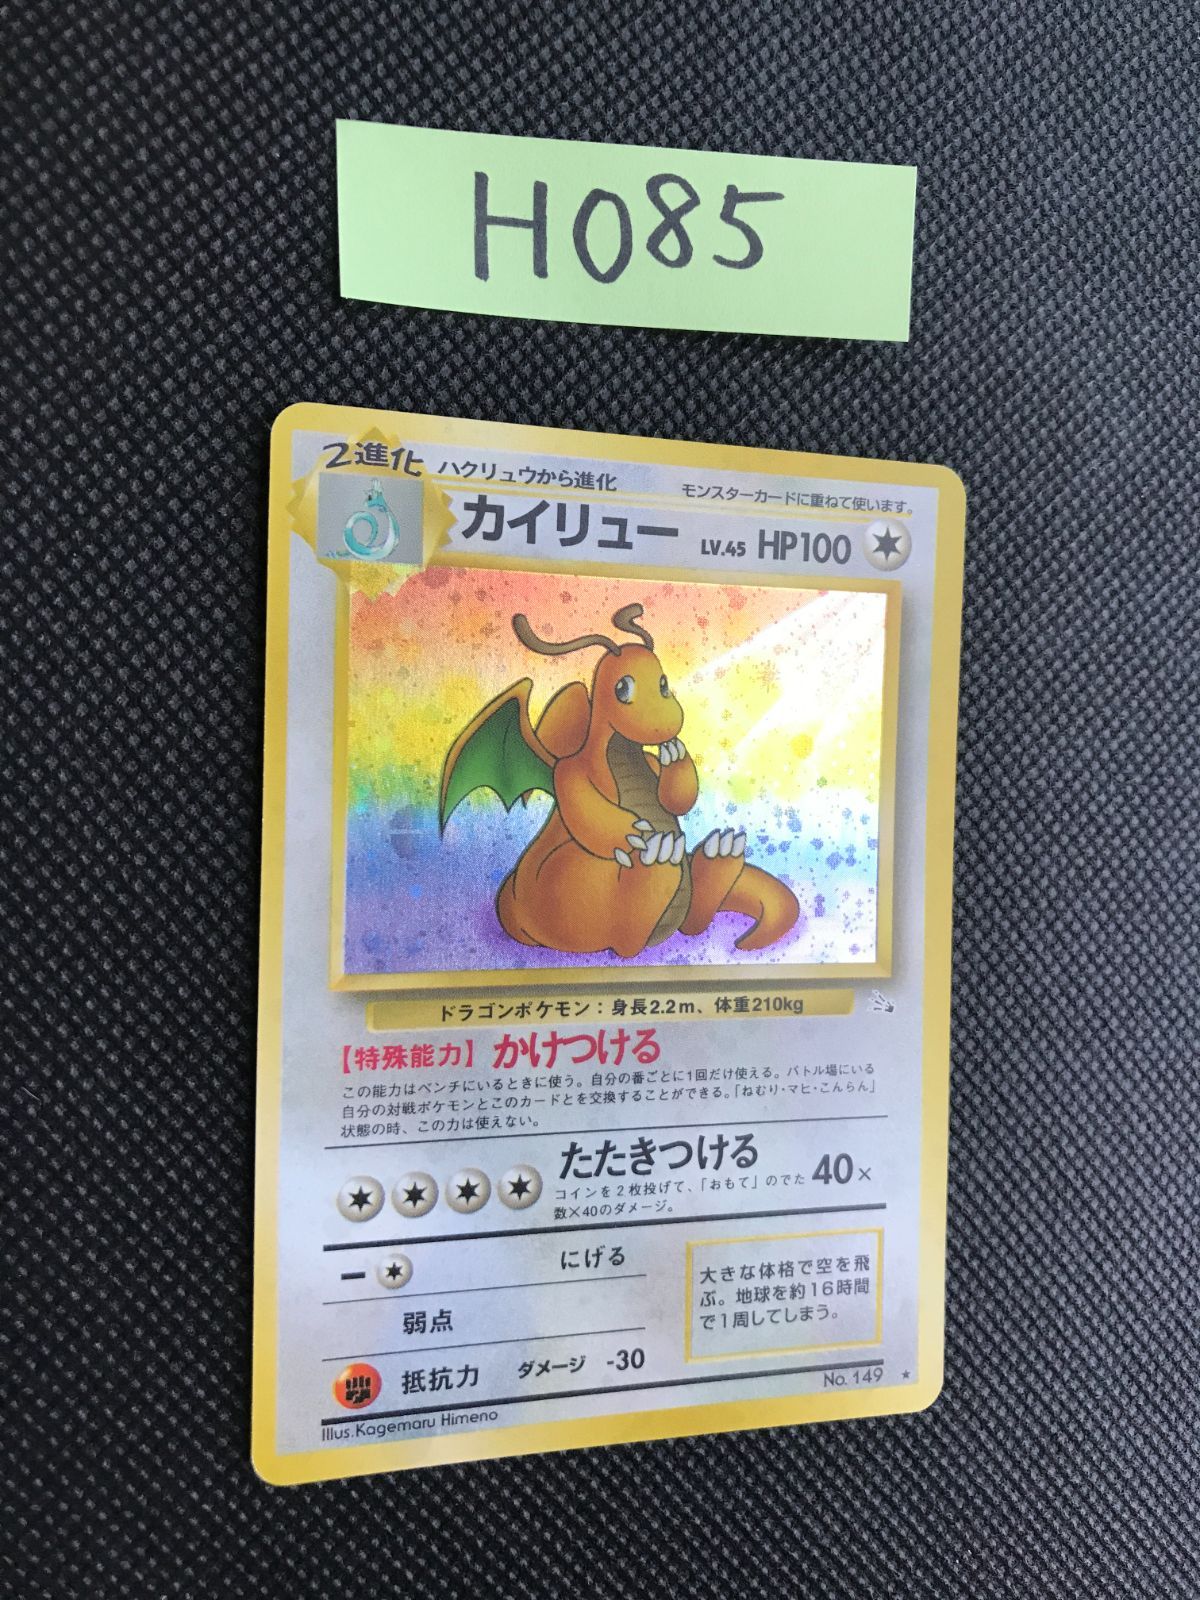 H085
2進化
ハクリュウから進化
モンスターカードに重ねて使います。
カイリュー LV.45 HP100
ドラゴンポケモン：身長2.2m、体重210kg
【特殊能力】かけつける
この能力はベンチにいるときに使う。自分の番ごとに1回だけ使える。バトル場にいる
自分の対戦ポケモンとこのカードとを交換することができる。「ねむり・マヒ・こんらん」
状態の時、この力は使えない。
たたきつける 40×
コインを2枚投げて、「おもて」のでた
数×40のダメージ。
にげる
弱点
抵抗力 ダメージ -30
大きな体格で空を飛
ぶ。地球を約16時間
で1周してしまう。
Illus.Kagemaru Himeno
No. 149 ★